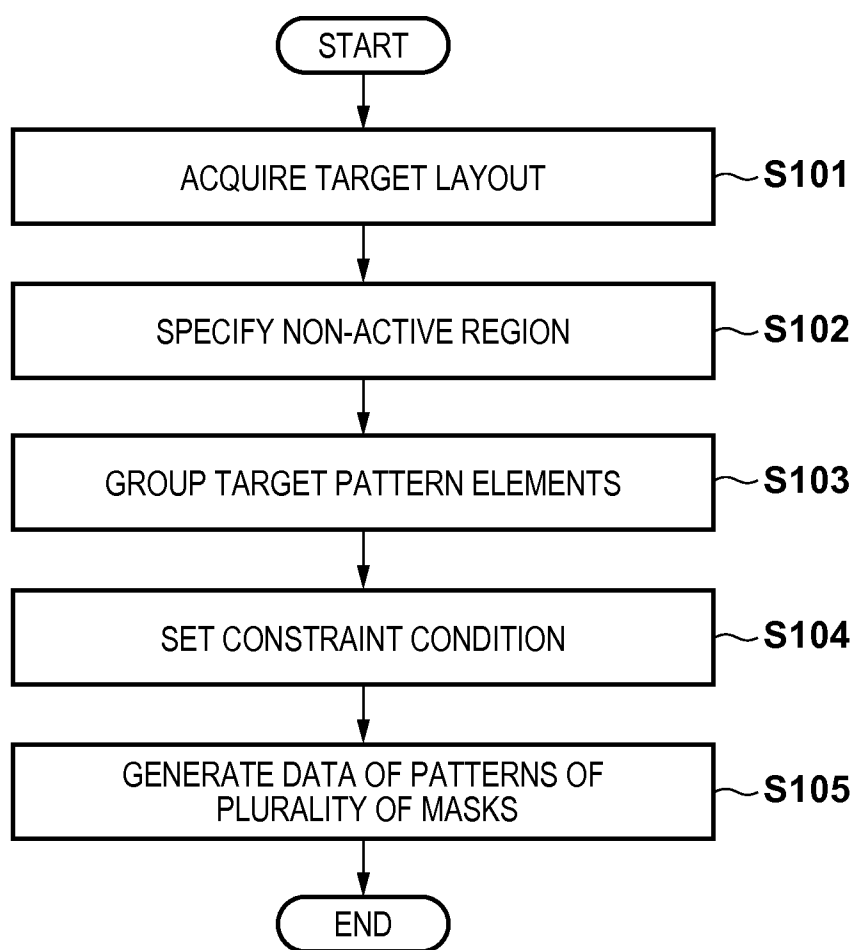 START
ACQUIRE TARGET LAYOUT
S101
SPECIFY NON-ACTIVE REGION
S102
GROUP TARGET PATTERN ELEMENTS
S103
SET CONSTRAINT CONDITION
S104
GENERATE DATA OF PATTERNS OF
PLURALITY OF MASKS
S105
END